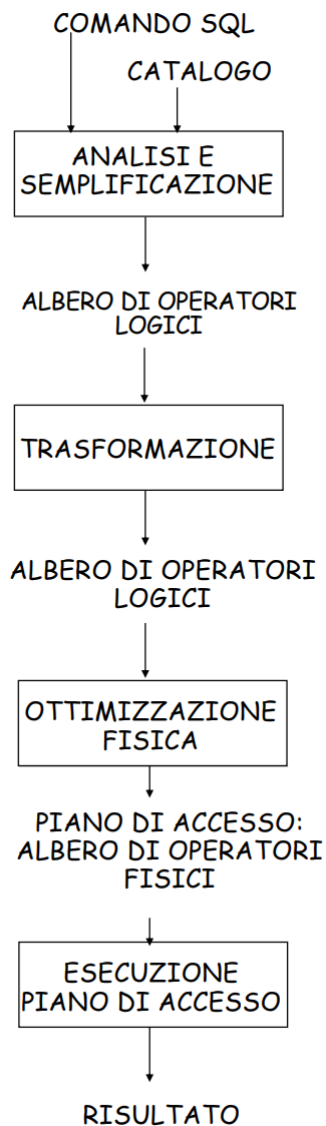 COMANDO SQL
CATALOGO
ANALISI E
SEMPLIFICAZIONE
ALBERO DI OPERATORI
LOGICI
TRASFORMAZIONE
ALBERO DI OPERATORI
LOGICI
OTTIMIZZAZIONE
FISICA
PIANO DI ACCESSO:
ALBERO DI OPERATORI
FISICI
ESECUZIONE
PIANO DI ACCESSO
RISULTATO